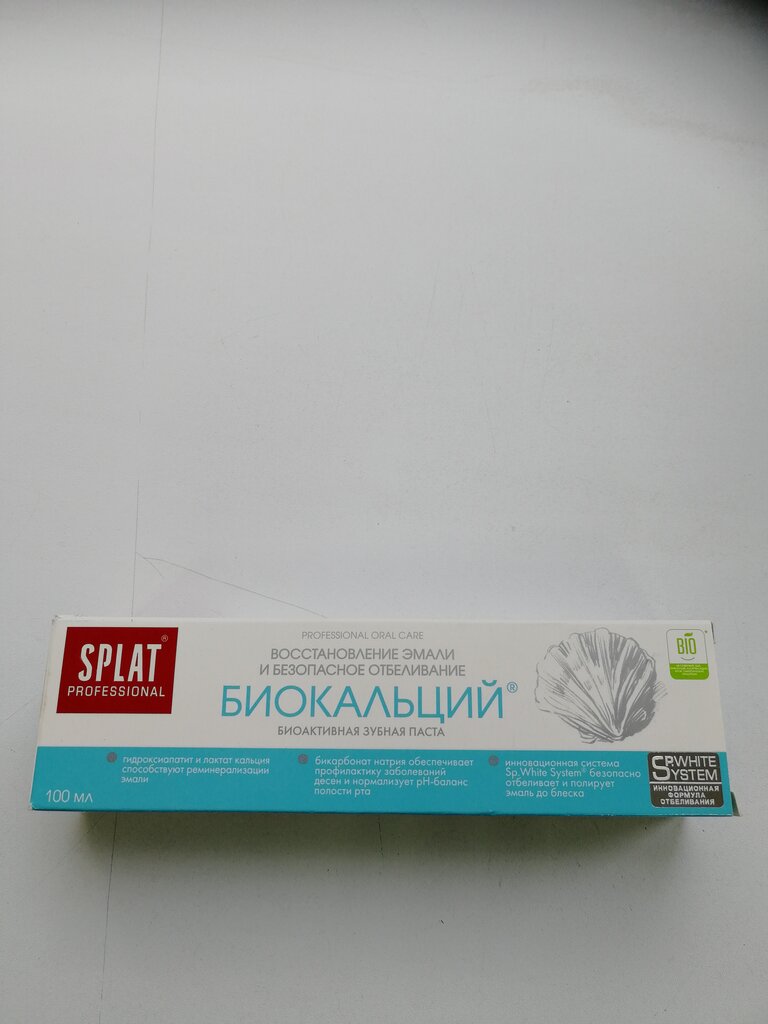 SPLAT®
PROFESSIONAL
PROFESSIONAL ORAL CARE
ВОССТАНОВЛЕНИЕ ЭМАЛИ
И БЕЗОПАСНОЕ ОТБЕЛИВАНИЕ
БИОКАЛЬЦИЙ®
БИОАКТИВНАЯ ЗУБНАЯ ПАСТА
BIO
гидроксиапатит и лактат кальция
способствуют реминерализации
эмали
бикарбонат натрия обеспечивает
профилактику заболеваний
десен и нормализует pH-баланс
полости рта
инновационная система
Sp.White System® безопасно
отбеливает и полирует
эмаль до блеска
SP.WHITE
SYSTEM
ИННОВАЦИОННАЯ
ФОРМУЛА
ОТБЕЛИВАНИЯ
100 МЛ